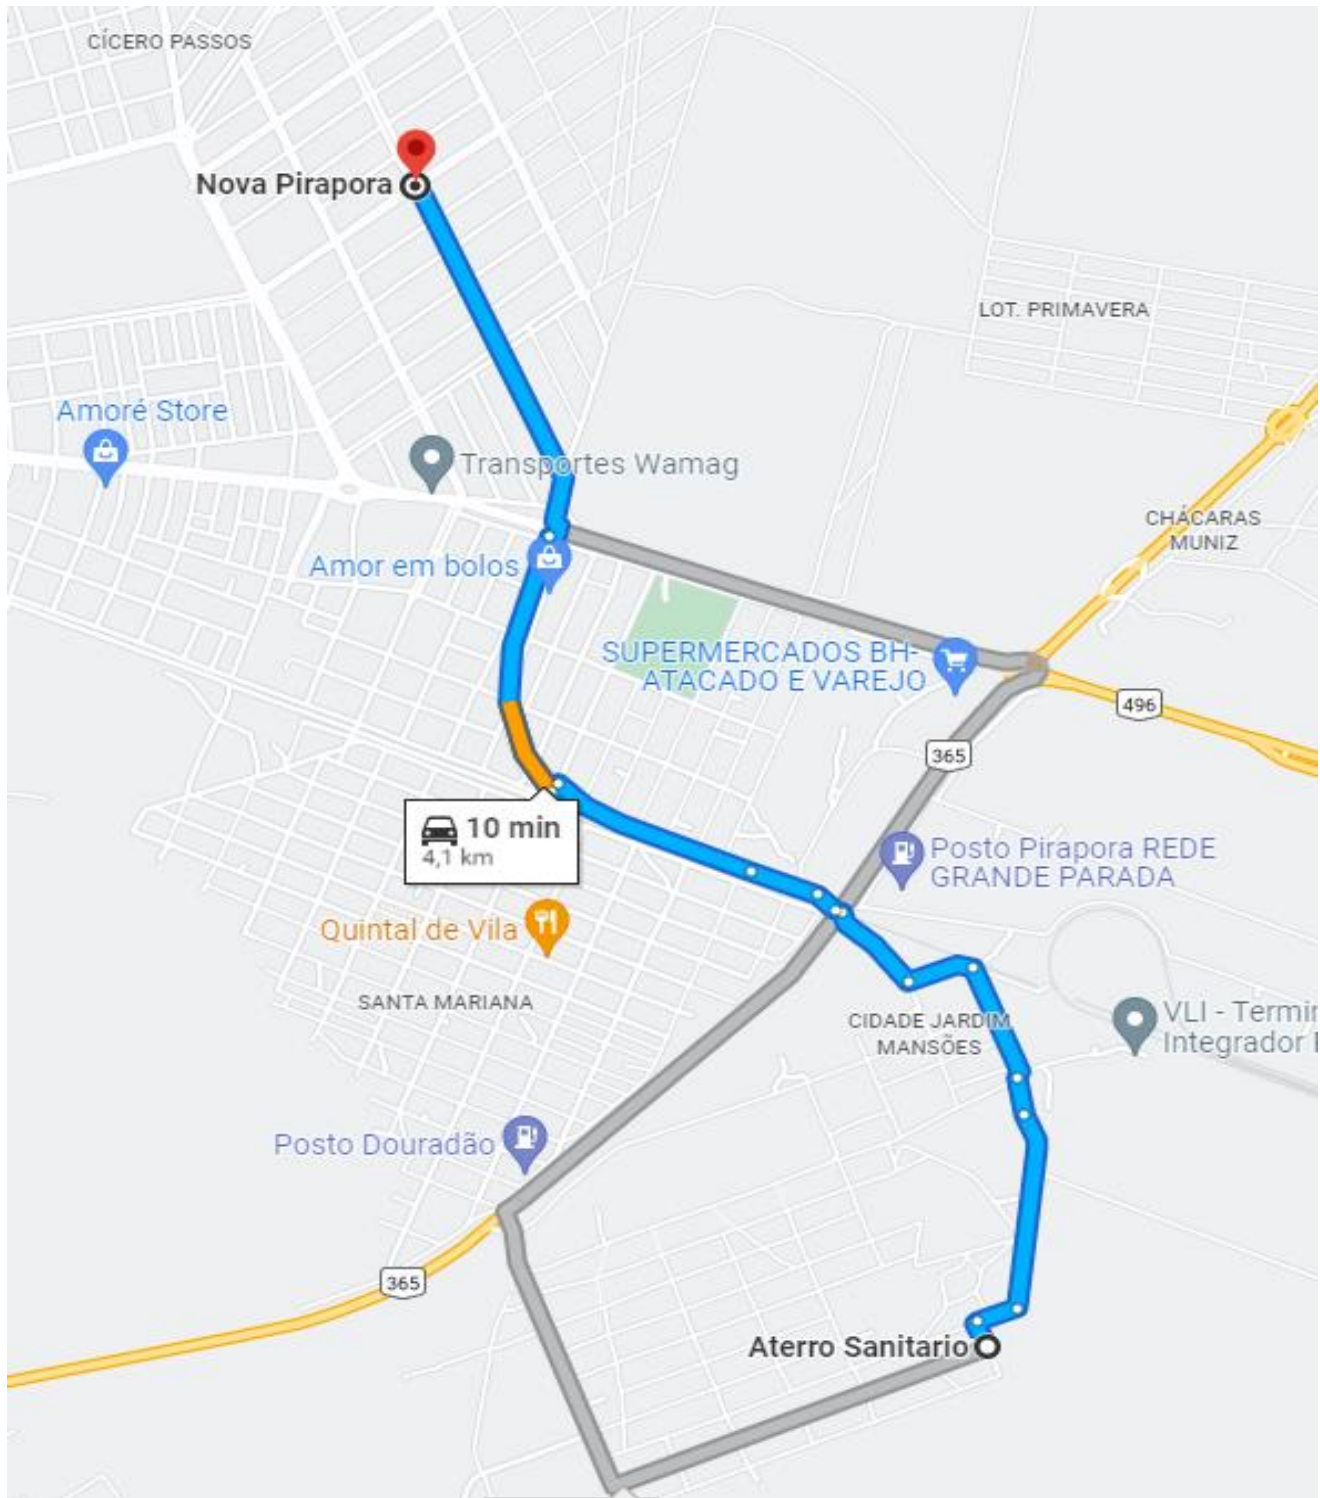 CÍCERO PASSOS
Nova Pirapora
LOT. PRIMAVERA
Amoré Store
Transportes Wamag
CHÁCARAS
MUNIZ
Amor em bolos
SUPERMERCADOS BH-
ATACADO E VAREJO
496
365
10 min
4,1 km
Posto Pirapora REDE
GRANDE PARADA
Quintal de Vila
SANTA MARIANA
CIDADE JARDIM
MANSÕES
VLI - Termin
Integrador
Posto Douradão
365
Aterro Sanitario